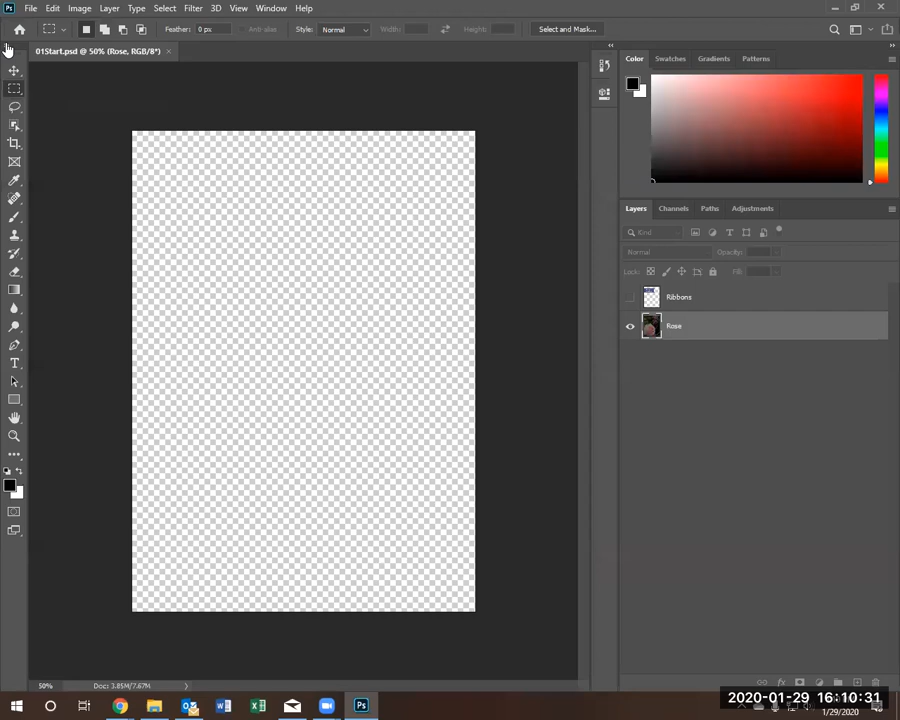 Ps File Edit Image Layer Type Select Filter 3D View Window Help
Feather: 0 px Anti-alias Style: Normal Width: Height: Select and Mask...
01Start.psd @ 50% (Rose, RGB/8*) ×
Color Swatches Gradients Patterns
Layers Channels Paths Adjustments
Kind
Normal Opacity:
Lock: Fill:
Ribbons
Rose
50% Doc: 3.85M/7.67M
2020-01-29 16:10:31
1/29/2020